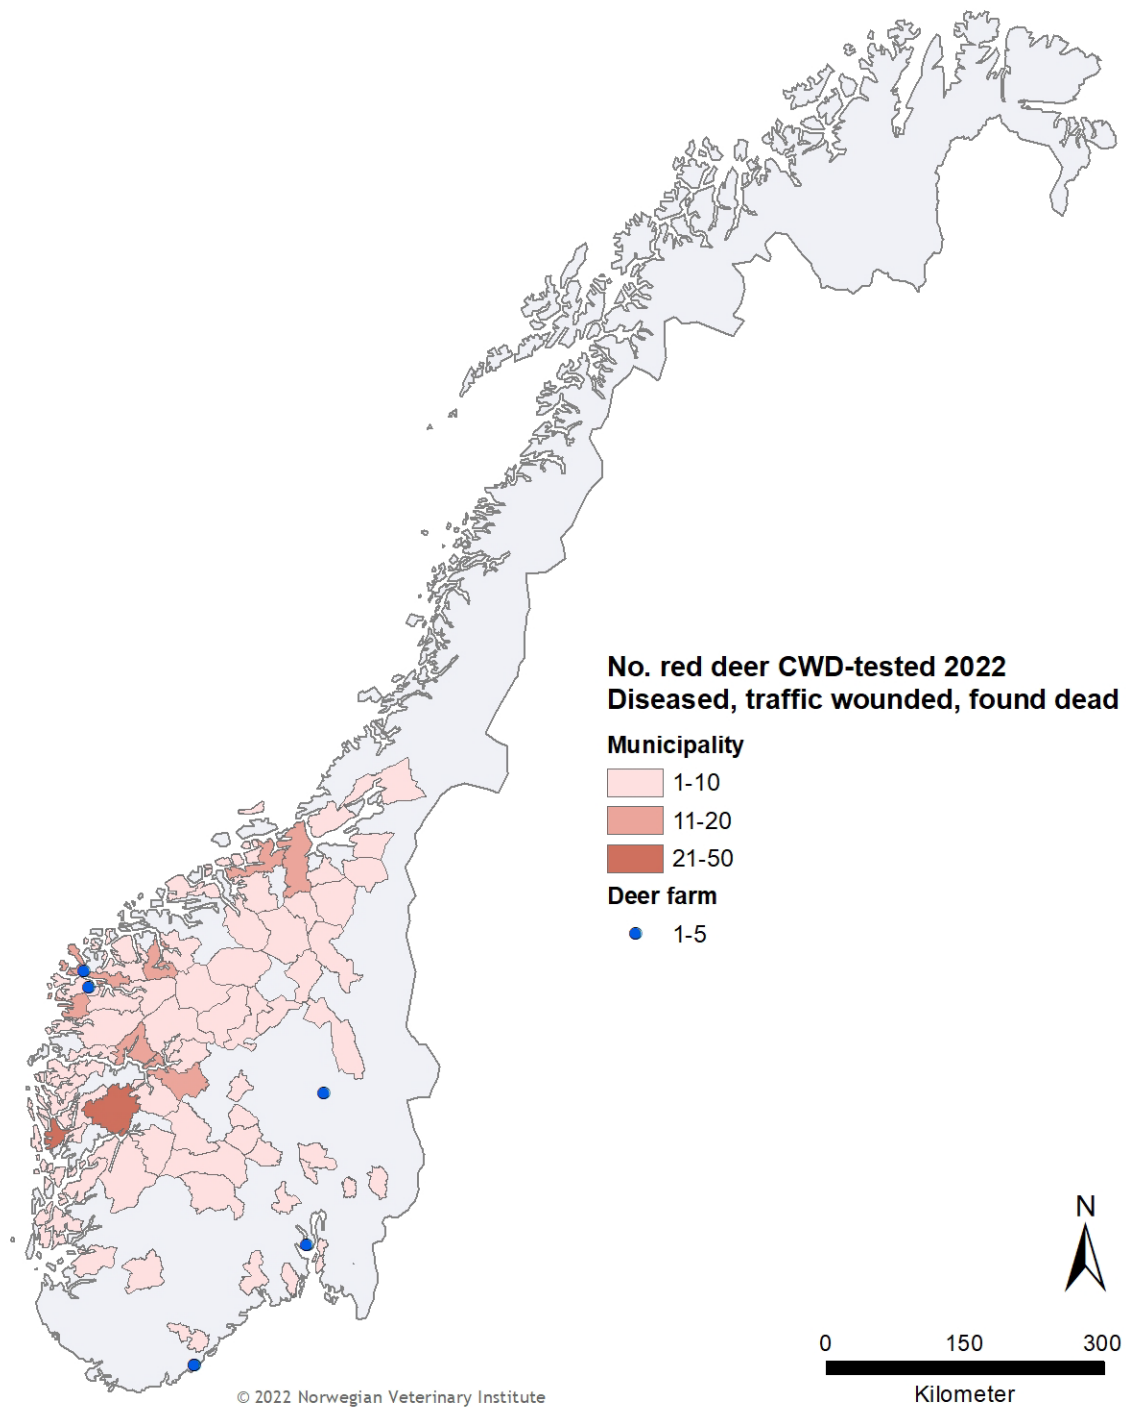 No. red deer CWD-tested 2022
Diseased, traffic wounded, found dead
Municipality
1-10
11-20
21-50
Deer farm
1-5
N
0 150 300
Kilometer
© 2022 Norwegian Veterinary Institute